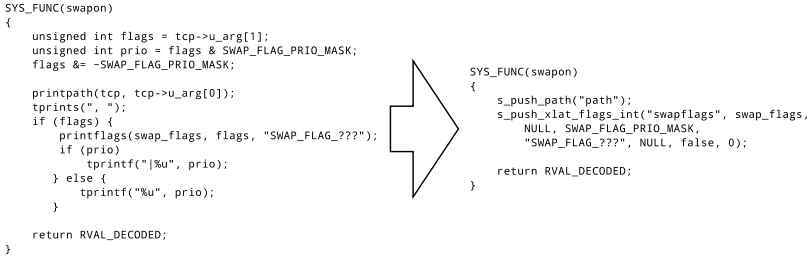 SYS_FUNC(swapon)
{
    unsigned int flags = tcp->u_arg[1];
    unsigned int prio = flags & SWAP_FLAG_PRIO_MASK;
    flags &= ~SWAP_FLAG_PRIO_MASK;

    printpath(tcp, tcp->u_arg[0]);
    tprints(", ");
    if (flags) {
        printflags(swap_flags, flags, "SWAP_FLAG_???");
        if (prio)
            tprintf("|%u", prio);
       } else {
           tprintf("%u", prio);
       }

    return RVAL_DECODED;
}

SYS_FUNC(swapon)
{
    s_push_path("path");
    s_push_xlat_flags_int("swapflags", swap_flags,
        NULL, SWAP_FLAG_PRIO_MASK,
        "SWAP_FLAG_???", NULL, false, 0);

    return RVAL_DECODED;
}